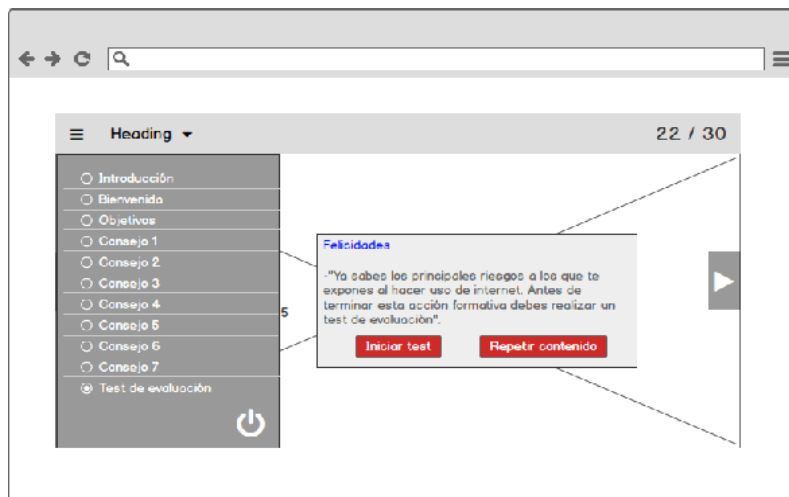 Heading
22 / 30
Introducción
Bienvenida
Objetivos
Consejo 1
Consejo 2
Consejo 3
Consejo 4
Consejo 5
Consejo 6
Consejo 7
Test de evaluación
5
Felicidades
-"Ya sabes los principales riesgos a los que te
expones al hacer uso de internet. Antes de
terminar esta acción formativa debes realizar un
test de evaluación".
Iniciar test
Repetir contenido